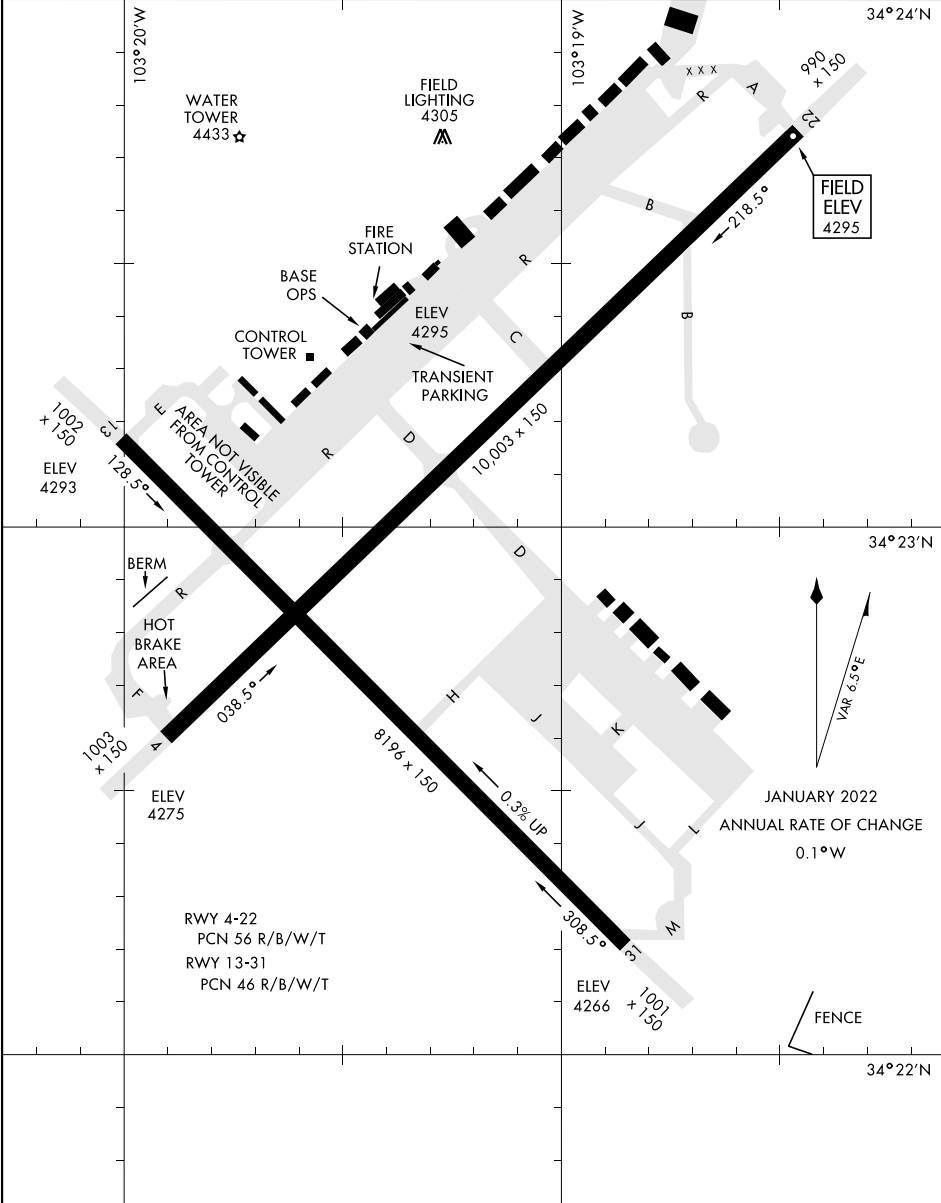 103°20'W
103°19'W
34°24'N
WATER
TOWER
4433
FIELD
LIGHTING
4305
X X X
A
R
990
x 150
22
FIELD
ELEV
4295
218.5°
B
FIRE
STATION
BASE
OPS
R
B
CONTROL
TOWER
ELEV
4295
C
TRANSIENT
PARKING
1002
x 150
13
E
AREA NOT VISIBLE
FROM CONTROL
TOWER
ELEV
4293
128.5°
R
D
10,003 x 150
34°23'N
BERM
R
D
HOT
BRAKE
AREA
F
038.5°
H
J
K
VAR 6.5°E
1003
x 150
4
8196 x 150
ELEV
4275
0.3% UP
J
L
JANUARY 2022
ANNUAL RATE OF CHANGE
0.1°W
RWY 4-22
PCN 56 R/B/W/T
RWY 13-31
PCN 46 R/B/W/T
308.5°
M
31
ELEV
4266
1001
x 150
FENCE
34°22'N